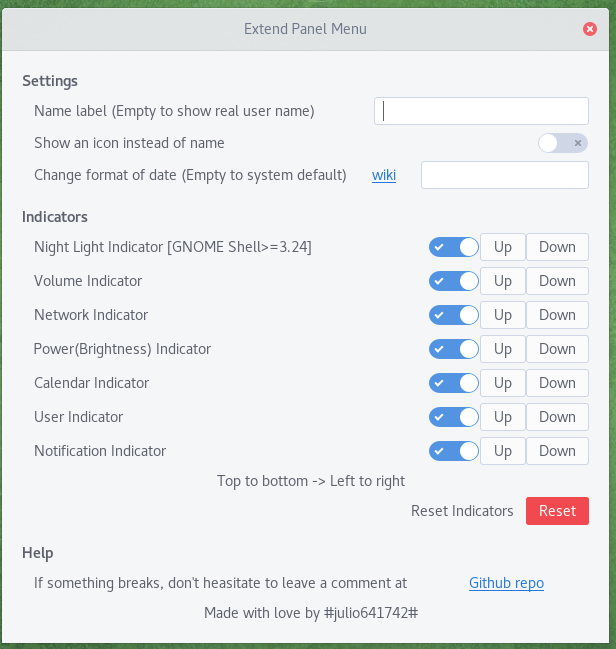 Extend Panel Menu
Settings
Name label (Empty to show real user name)
Show an icon instead of name
Change format of date (Empty to system default) wiki
Indicators
Night Light Indicator [GNOME Shell>=3.24] Up Down
Volume Indicator Up Down
Network Indicator Up Down
Power(Brightness) Indicator Up Down
Calendar Indicator Up Down
User Indicator Up Down
Notification Indicator Up Down
Top to bottom -> Left to right
Reset Indicators Reset
Help
If something breaks, don't heasitate to leave a comment at Github repo
Made with love by #julio641742#